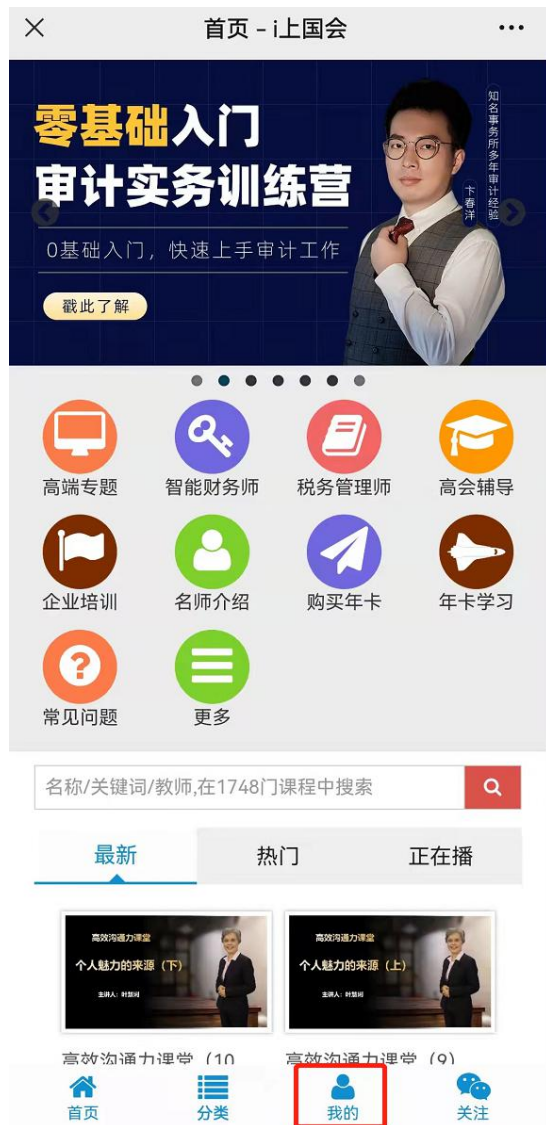 首页 – i上国会
零基础入门
审计实务训练营
0基础入门，快速上手审计工作
戳此了解
知名事务所多年审计经验
卞春洋
高端专题 智能财务师 税务管理师 高会辅导
企业培训 名师介绍 购买年卡 年卡学习
常见问题 更多
名称/关键词/教师,在1748门课程中搜索
最新 热门 正在播
高效沟通力课堂
个人魅力的来源（下）
主讲人：叶慧闲
高效沟通力课堂
个人魅力的来源（上）
主讲人：叶慧闲
高效沟通力课堂（10 高效沟通力课堂（9）
首页 分类 我的 关注